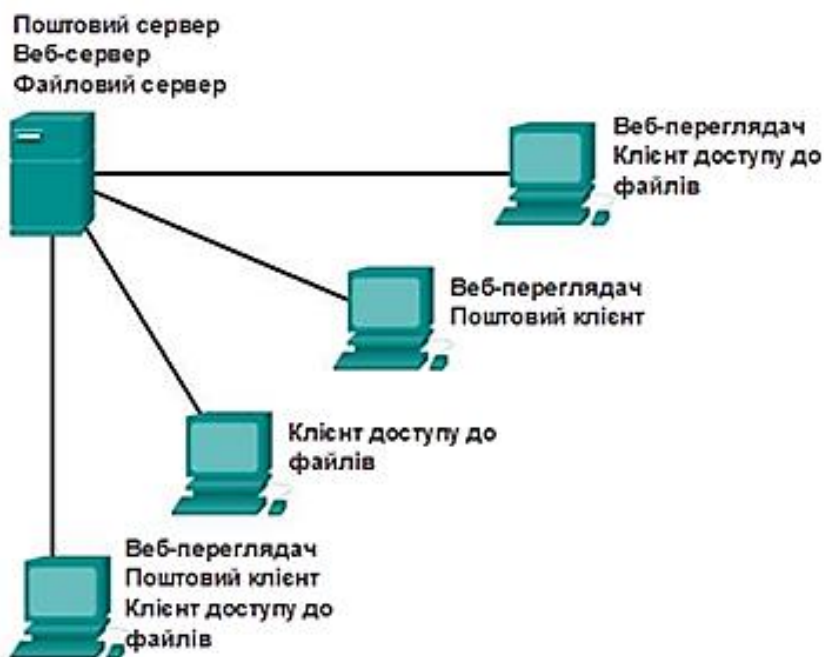 Поштовий сервер
Веб-сервер
Файловий сервер
Веб-переглядач
Клієнт доступу до
файлів
Веб-переглядач
Поштовий клієнт
Клієнт доступу до
файлів
Веб-переглядач
Поштовий клієнт
Клієнт доступу до
файлів